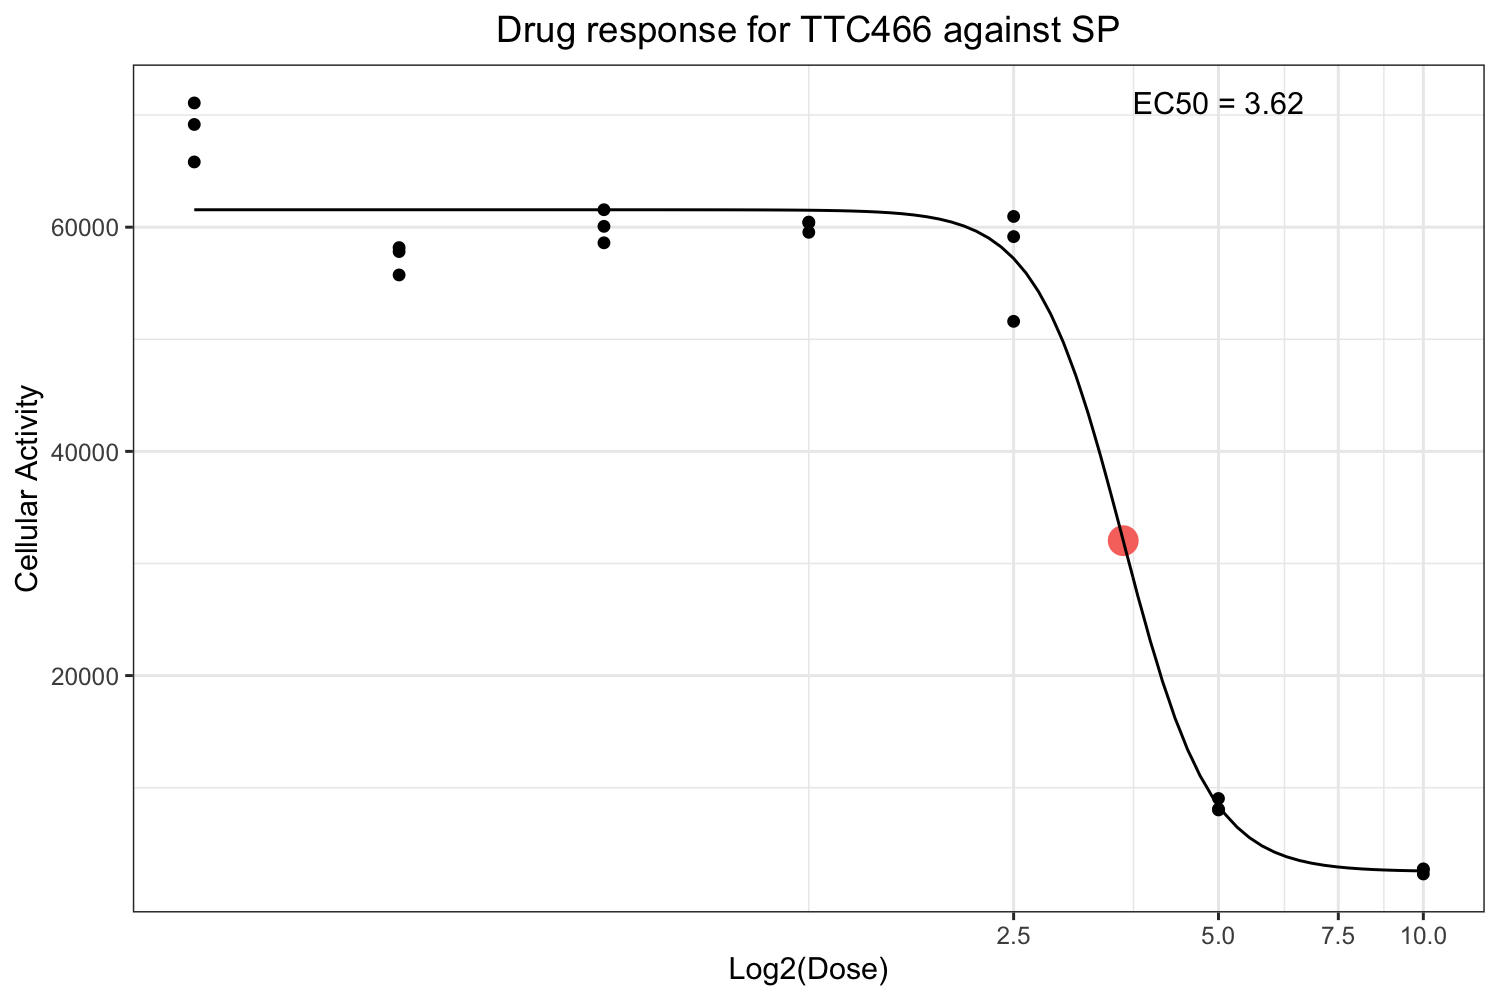 Drug response for TTC466 against SP
EC50 = 3.62
Cellular Activity
60000
40000
20000
2.5
5.0
7.5
10.0
Log2(Dose)